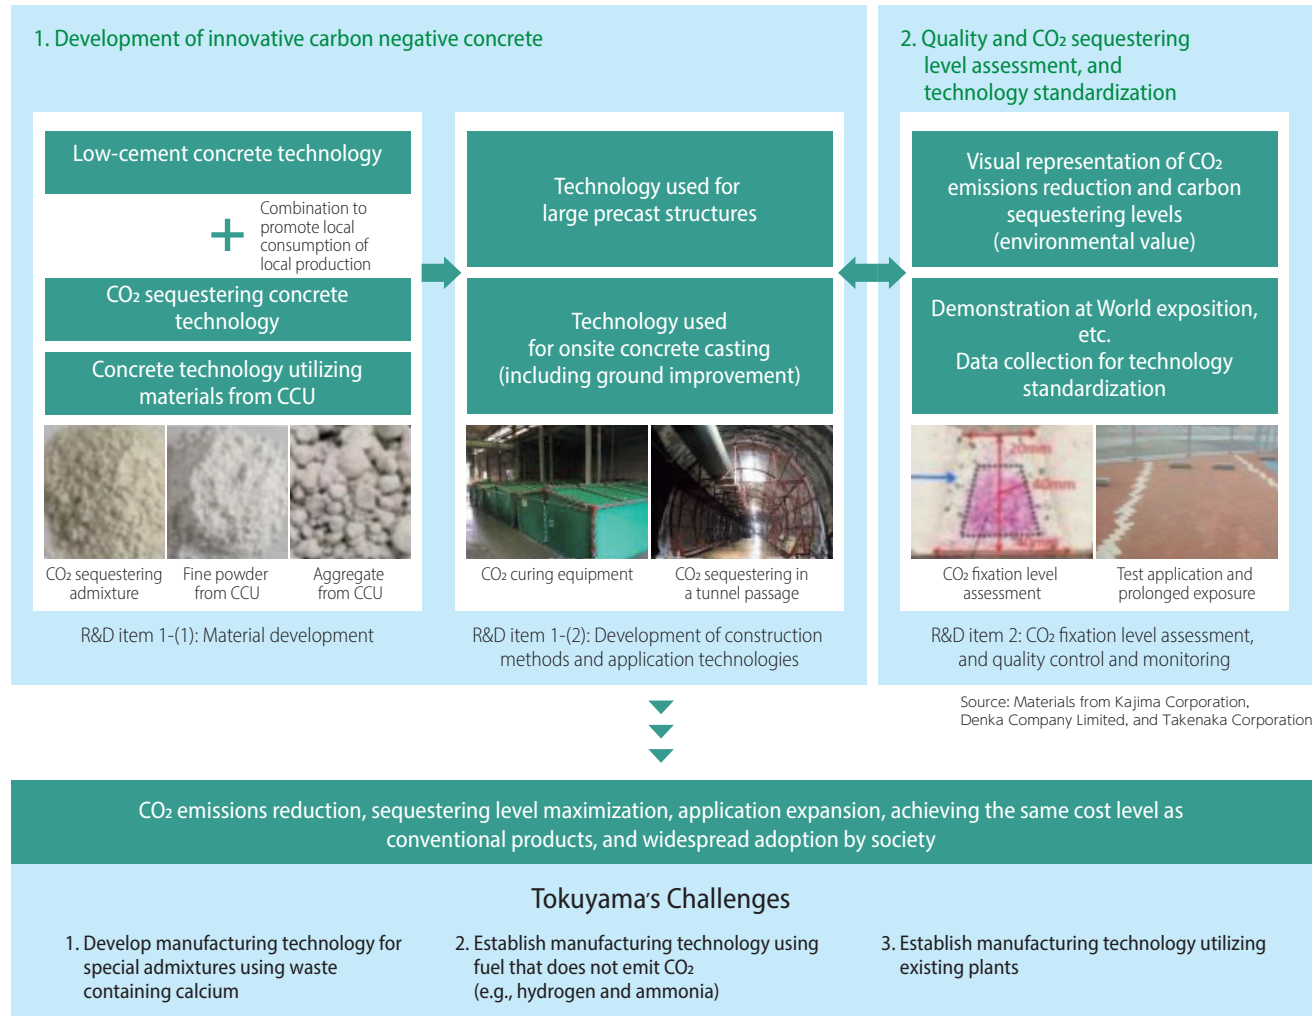 1. Development of innovative carbon negative concrete
Low-cement concrete technology
+
Combination to
promote local
consumption of
local production
CO₂ sequestering concrete
technology
Concrete technology utilizing
materials from CCU
CO₂ sequestering
admixture
Fine powder
from CCU
Aggregate
from CCU
R&D item 1-(1): Material development
Technology used for
large precast structures
Technology used
for onsite concrete casting
(including ground improvement)
CO₂ curing equipment
CO₂ sequestering in
a tunnel passage
R&D item 1-(2): Development of construction
methods and application technologies
2. Quality and CO₂ sequestering
level assessment, and
technology standardization
Visual representation of CO₂
emissions reduction and carbon
sequestering levels
(environmental value)
Demonstration at World exposition,
etc.
Data collection for technology
standardization
20mm
40mm
CO₂ fixation level
assessment
Test application and
prolonged exposure
R&D item 2: CO₂ fixation level assessment,
and quality control and monitoring
Source: Materials from Kajima Corporation,
Denka Company Limited, and Takenaka Corporation
CO₂ emissions reduction, sequestering level maximization, application expansion, achieving the same cost level as
conventional products, and widespread adoption by society
Tokuyama's Challenges
1. Develop manufacturing technology for
special admixtures using waste
containing calcium
2. Establish manufacturing technology using
fuel that does not emit CO₂
(e.g., hydrogen and ammonia)
3. Establish manufacturing technology utilizing
existing plants